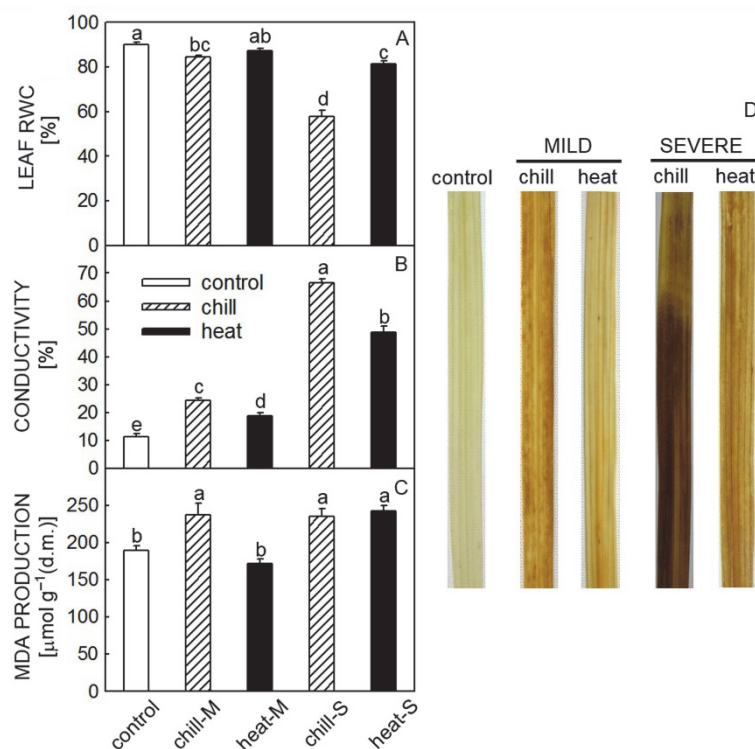 A
LEAF RWC
[%]
100
80
60
40
20
0
a
bc
ab
d
c
B
CONDUCTIVITY
[%]
70
60
50
40
30
20
10
0
control
chill
heat
e
c
d
a
b
C
MDA PRODUCTION
[μmol g⁻¹(d.m.)]
250
200
150
100
50
0
b
a
b
a
a
control
chill-M
heat-M
chill-S
heat-S
D
MILD
SEVERE
control
chill
heat
chill
heat